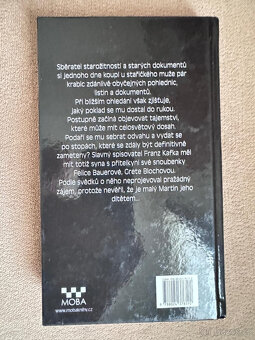 Sběratel starožitností a starých dokumentů
si jednoho dne koupí u stařičkého muže pár
krabic zdánlivě obyčejných pohlednic,
listin a dokumentů.
Při bližším ohledání však zjišťuje,
jaký poklad se mu dostal do rukou.
Postupně začíná objevovat tajemství,
které může mít celosvětový dosah.
Podaří se mu sebrat odvahu a vydat se
po stopách, které se zdály být definitivně
zameteny? Slavný spisovatel Franz Kafka měl
mít totiž syna s přítelkyní své snoubenky
Felice Bauerové, Grete Blochovou.
Podle svědků o něho neprojevoval pražádný
zájem, protože nevěřil, že je malý Martin jeho
dítětem...
MOBA
www.mobaknihy.cz